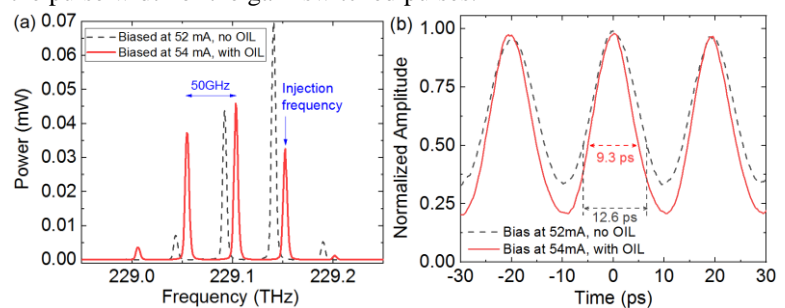 (a)
0.07
0.06
0.05
0.04
0.03
0.02
0.01
0.00
Power (mW)
Biased at 52 mA, no OIL
Biased at 54 mA, with OIL
50GHz
Injection
frequency
229.0
229.1
229.2
Frequency (THz)
(b)
1.00
0.75
0.50
0.25
0.00
Normalized Amplitude
9.3 ps
12.6 ps
Bias at 52mA, no OIL
Bias at 54mA, with OIL
-30
-20
-10
0
10
20
30
Time (ps)